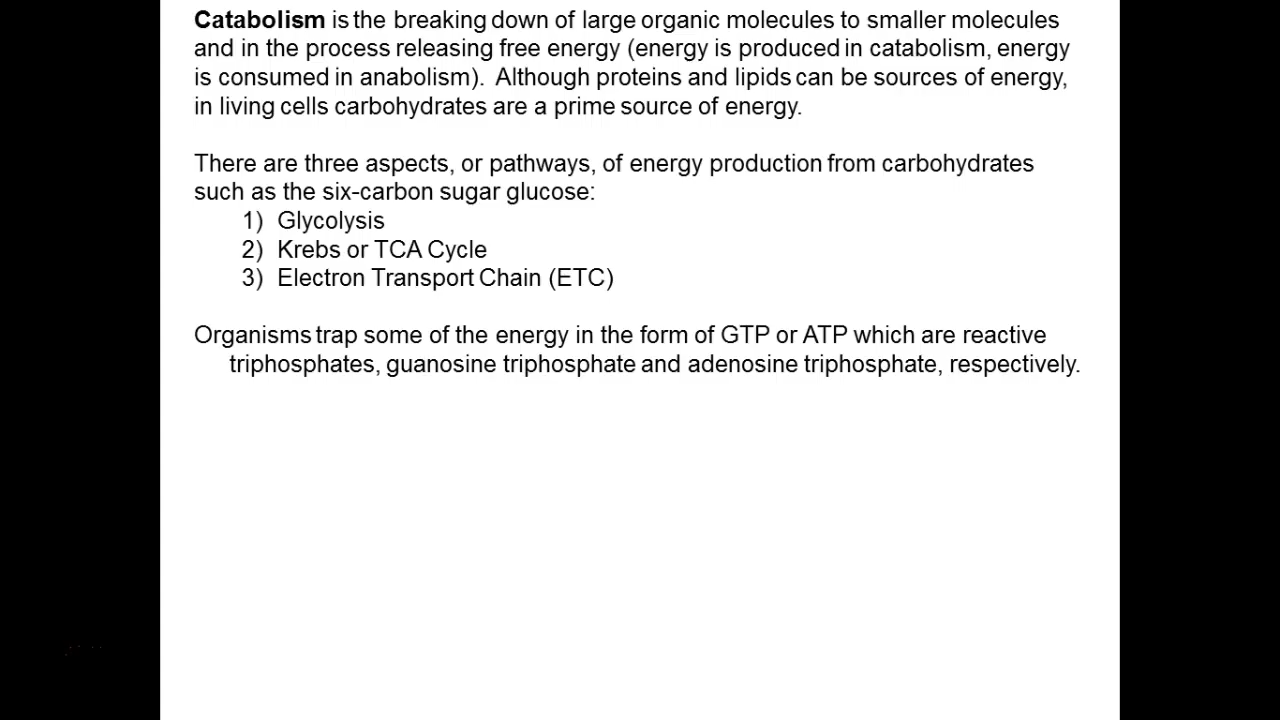 Catabolism is the breaking down of large organic molecules to smaller molecules
and in the process releasing free energy (energy is produced in catabolism, energy
is consumed in anabolism). Although proteins and lipids can be sources of energy,
in living cells carbohydrates are a prime source of energy.
There are three aspects, or pathways, of energy production from carbohydrates
such as the six-carbon sugar glucose:
1) Glycolysis
2) Krebs or TCA Cycle
3) Electron Transport Chain (ETC)
Organisms trap some of the energy in the form of GTP or ATP which are reactive
triphosphates, guanosine triphosphate and adenosine triphosphate, respectively.